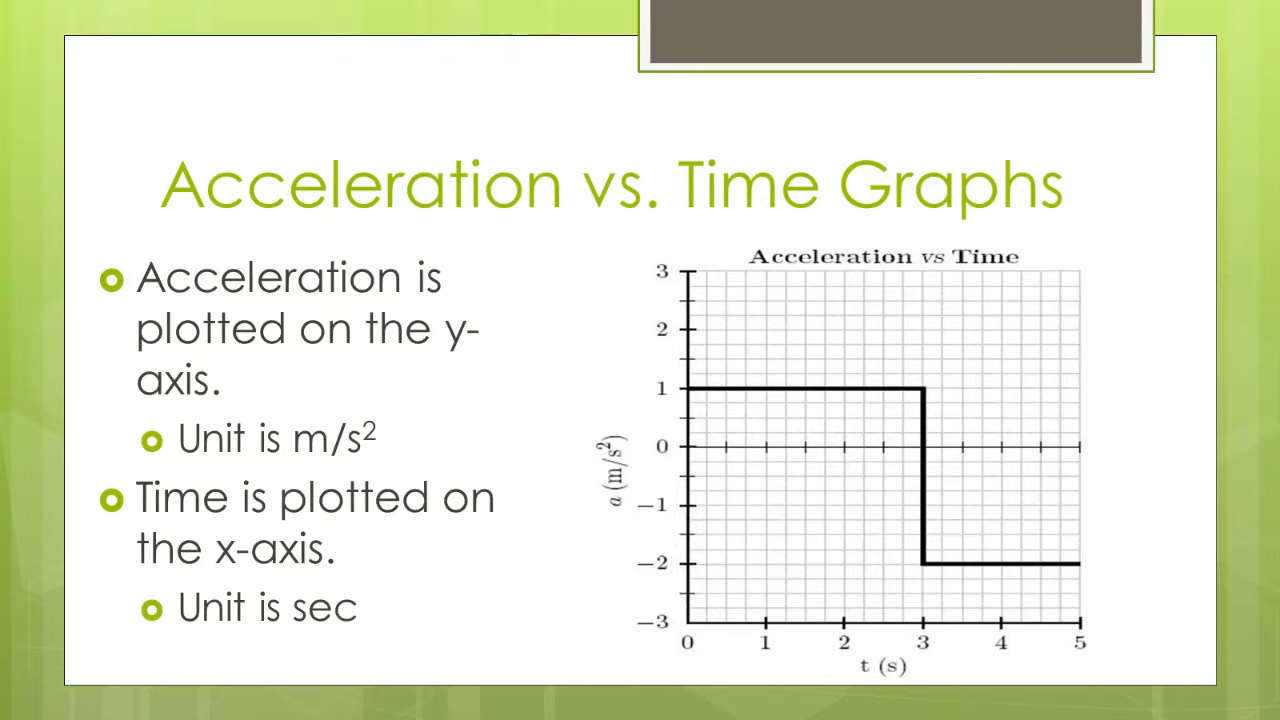 Acceleration vs. Time Graphs
Acceleration is
plotted on the y-
axis.
Unit is m/s²
Time is plotted on
the x-axis.
Unit is sec
Acceleration vs Time
3
2
1
0
−1
−2
−3
a (m/s²)
0 1 2 3 4 5
t (s)